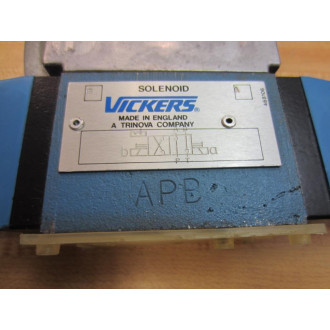 SOLENOID
VICKERS®
MADE IN ENGLAND
A TRINOVA COMPANY
APB